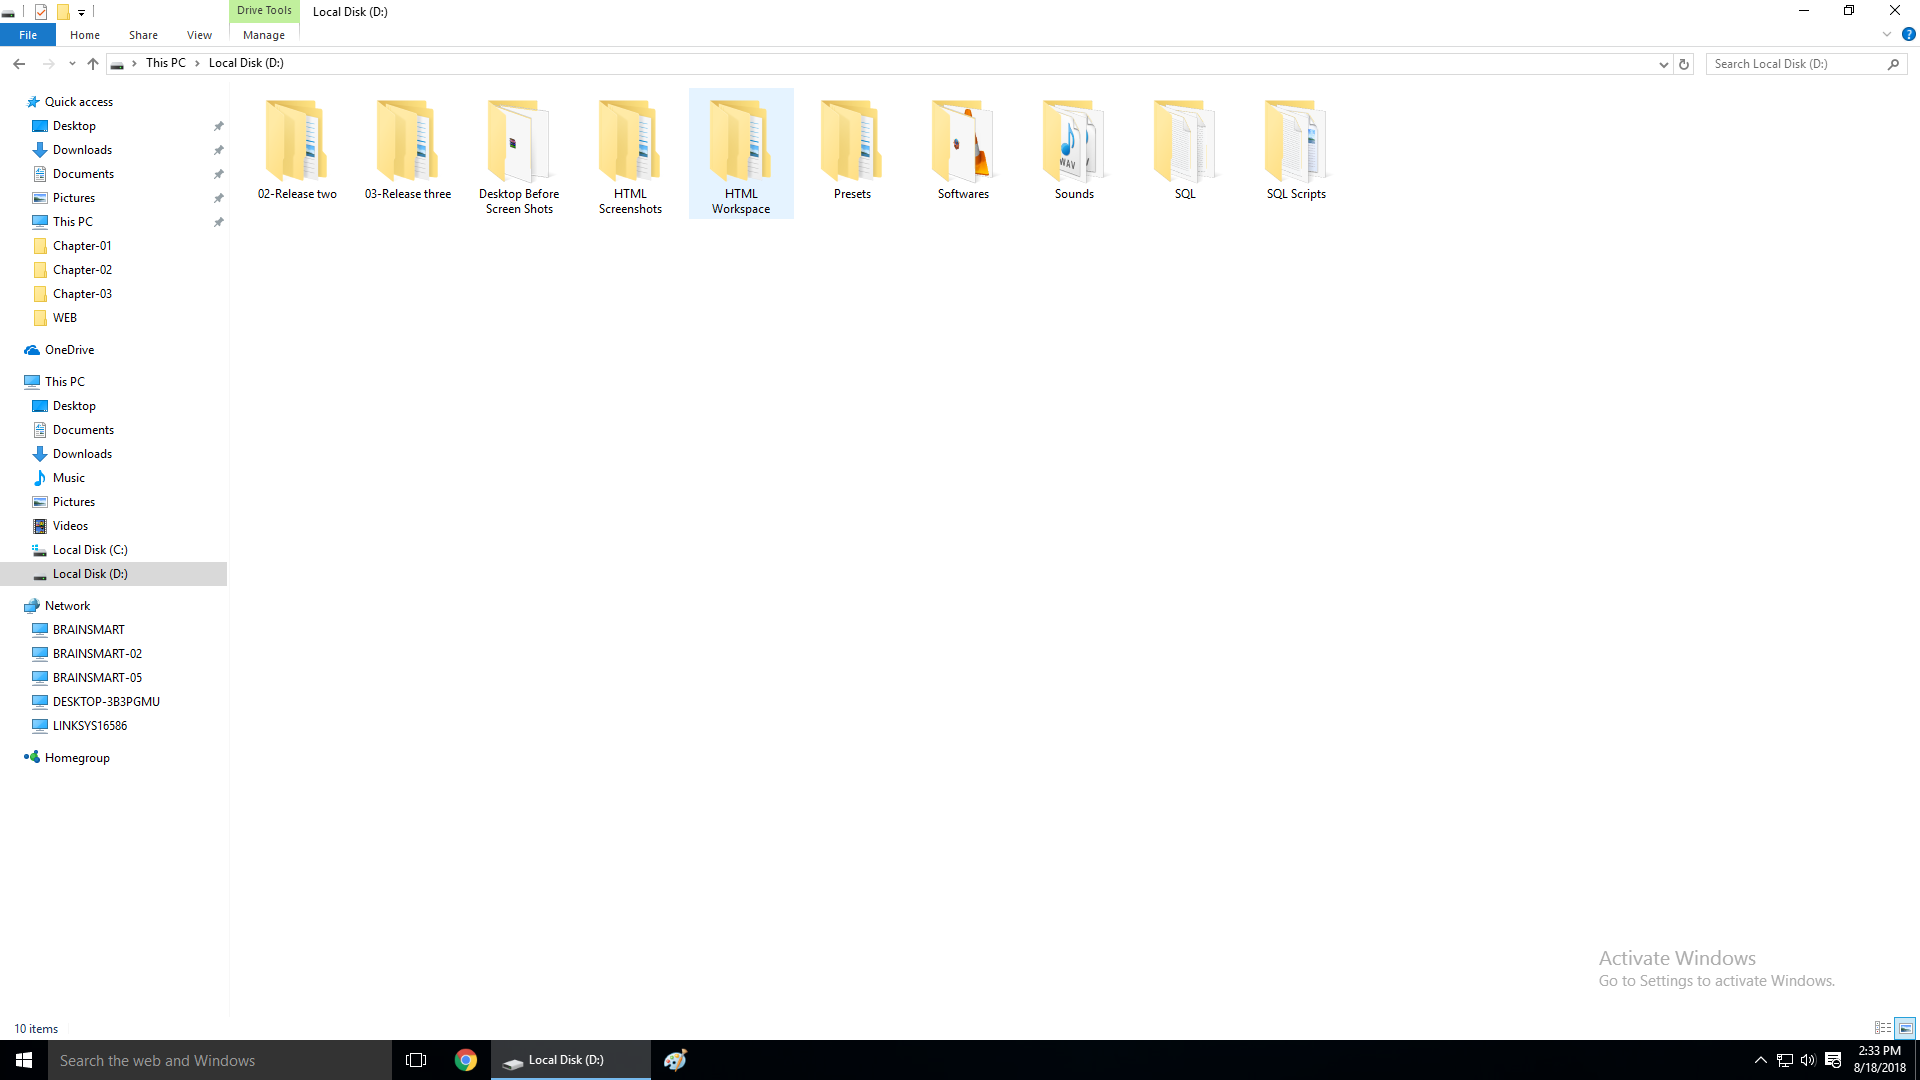 Drive Tools
Local Disk (D:)
File
Home
Share
View
Manage
This PC
Local Disk (D:)
Search Local Disk (D:)
Quick access
Desktop
Downloads
Documents
Pictures
This PC
Chapter-01
Chapter-02
Chapter-03
WEB
OneDrive
This PC
Desktop
Documents
Downloads
Music
Pictures
Videos
Local Disk (C:)
Local Disk (D:)
Network
BRAINSMART
BRAINSMART-02
BRAINSMART-05
DESKTOP-3B3PGMU
LINKSYS16586
Homegroup
02-Release two
03-Release three
Desktop Before
Screen Shots
HTML
Screenshots
HTML
Workspace
Presets
Softwares
WAV
Sounds
SQL
SQL Scripts
Activate Windows
Go to Settings to activate Windows.
10 items
Search the web and Windows
Local Disk (D:)
2:33 PM
8/18/2018